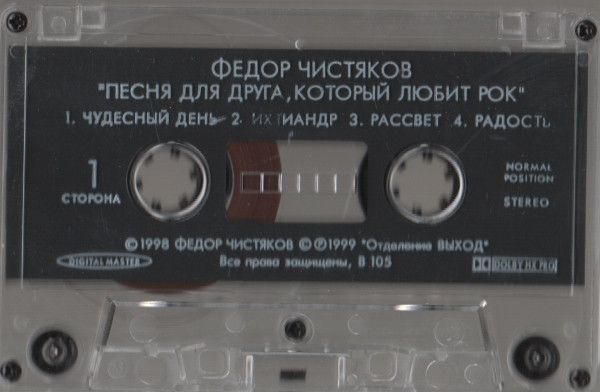 ФЕДОР ЧИСТЯКОВ
"ПЕСНЯ ДЛЯ ДРУГА, КОТОРЫЙ ЛЮБИТ РОК"
1. ЧУДЕСНЫЙ ДЕНЬ 2. ИХТИАНДР 3. РАССВЕТ 4. РАДОСТЬ
1
СТОРОНА
NORMAL
POSITION
STEREO
©1998 ФЕДОР ЧИСТЯКОВ ©℗1999 "Отделение ВЫХОД"
DIGITAL MASTER
Все права защищены, В 105
DOLBY HX PRO